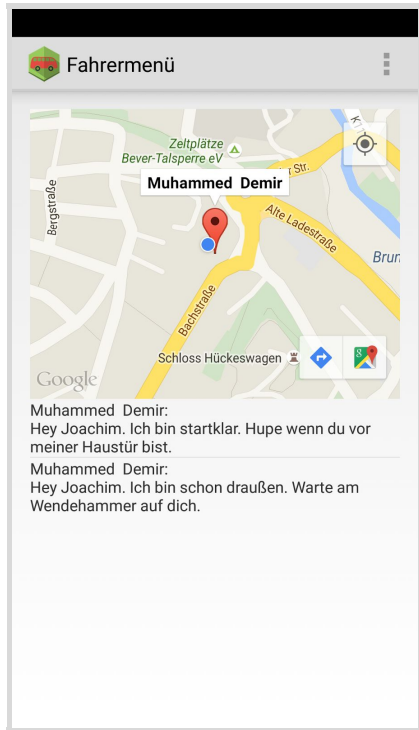 Fahrermenü
Zeltplätze
Bever-Talsperre eV
Str.
Muhammed Demir
Bergstraße
Alte Ladestraße
Brun
Bachstraße
Schloss Hückeswagen
Google
Muhammed Demir:
Hey Joachim. Ich bin startklar. Hupe wenn du vor
meiner Haustür bist.
Muhammed Demir:
Hey Joachim. Ich bin schon draußen. Warte am
Wendehammer auf dich.